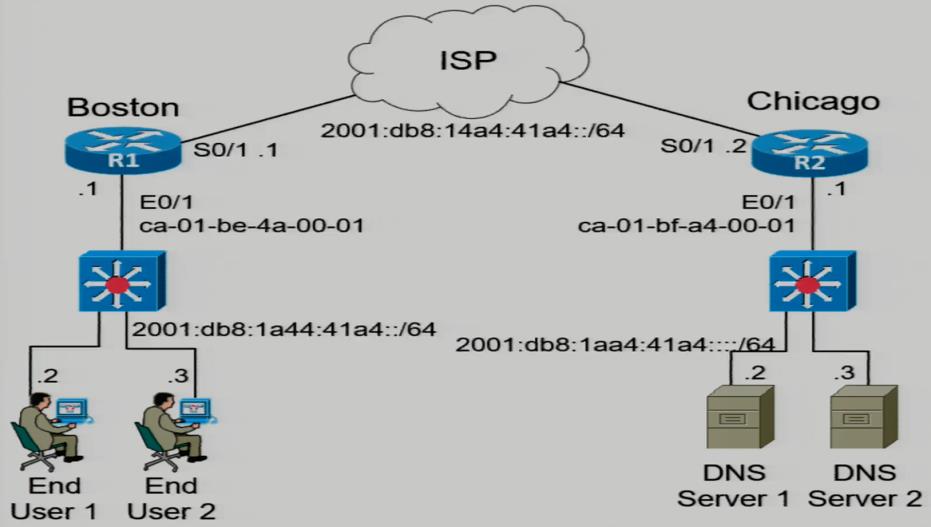 ISP
Boston
Chicago
2001:db8:14a4:41a4::/64
R1
S0/1 .1
S0/1 .2
R2
.1
.1
E0/1
E0/1
ca-01-be-4a-00-01
ca-01-bf-a4-00-01
2001:db8:1a44:41a4::/64
2001:db8:1aa4:41a4::::/64
.2
.3
.2
.3
End
User 1
End
User 2
DNS
Server 1
DNS
Server 2